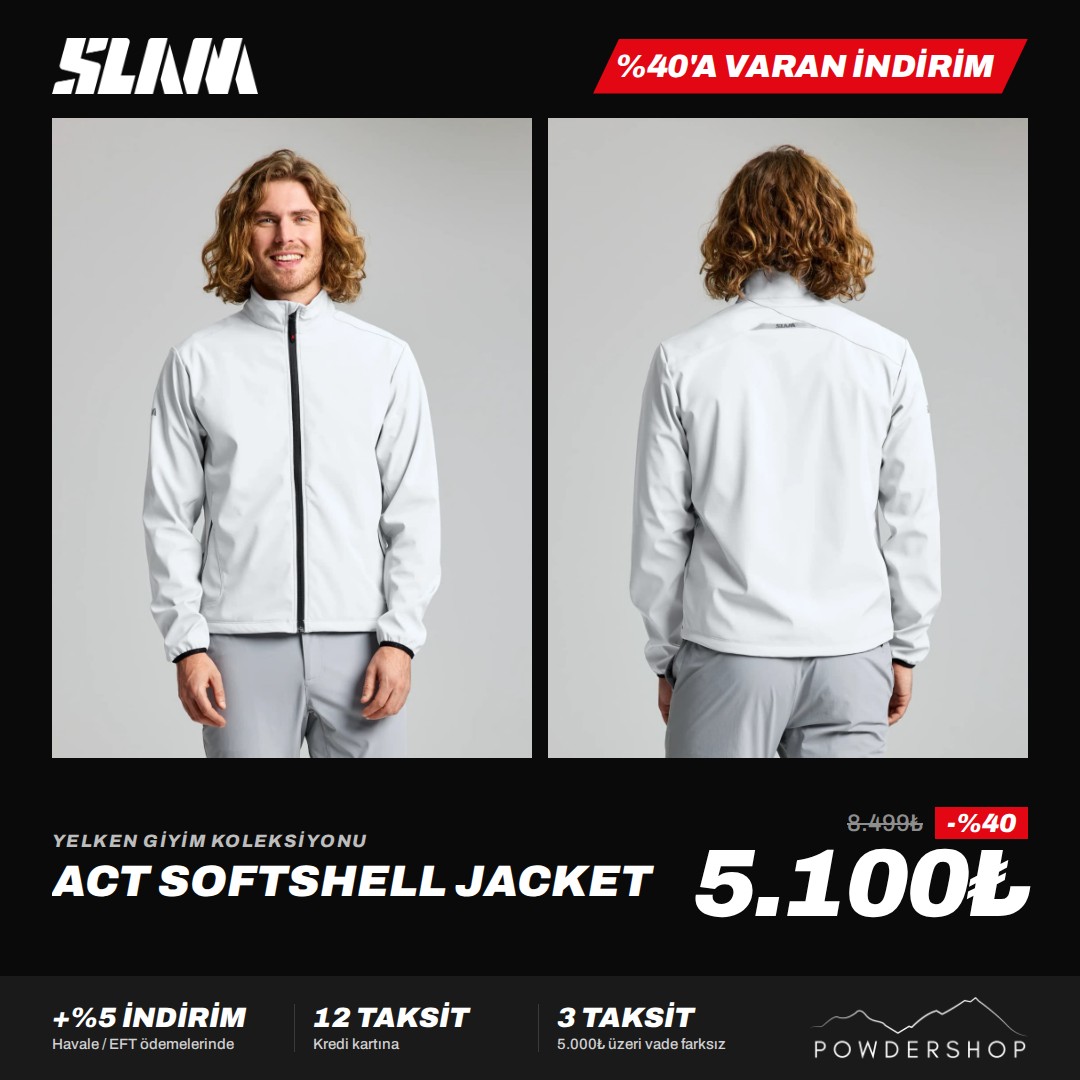 SLAM
%40'A VARAN İNDİRİM
SLAM
YELKEN GİYİM KOLEKSİYONU
ACT SOFTSHELL JACKET
8.499₺
-%40
5.100₺
+%5 İNDİRİM
Havale / EFT ödemelerinde
12 TAKSİT
Kredi kartına
3 TAKSİT
5.000₺ üzeri vade farksız
POWDERSHOP